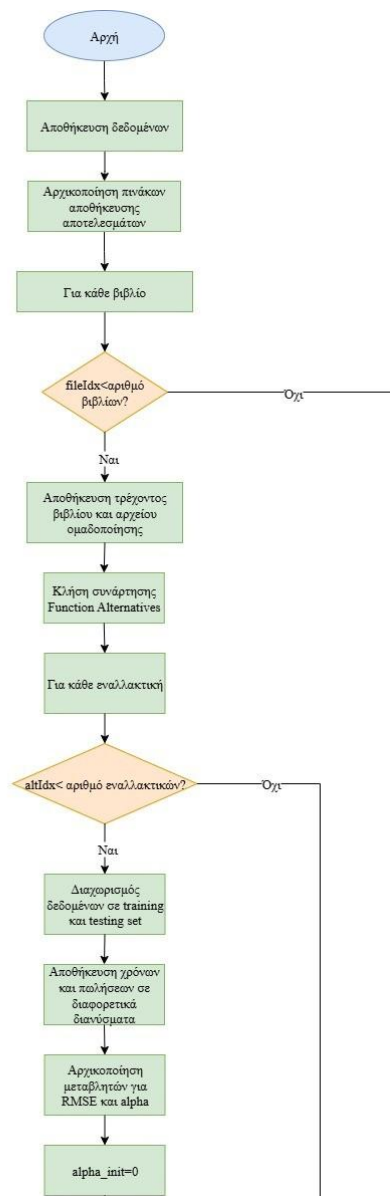 Αρχή
Αποθήκευση δεδομένων
Αρχικοποίηση πινάκων
αποθήκευσης
αποτελεσμάτων
Για κάθε βιβλίο
fileIdx<αριθμό
βιβλίων?
Όχι
Ναι
Αποθήκευση τρέχοντος
βιβλίου και αρχείου
ομαδοποίησης
Κλήση συνάρτησης
Function Alternatives
Για κάθε εναλλακτική
altIdx< αριθμό εναλλακτικών?
Όχι
Ναι
Διαχωρισμός
δεδομένων σε training
και testing set
Αποθήκευση χρόνων
και πωλήσεων σε
διαφορετικά
διανύσματα
Αρχικοποίηση
μεταβλητών για
RMSE και alpha
alpha_init=0